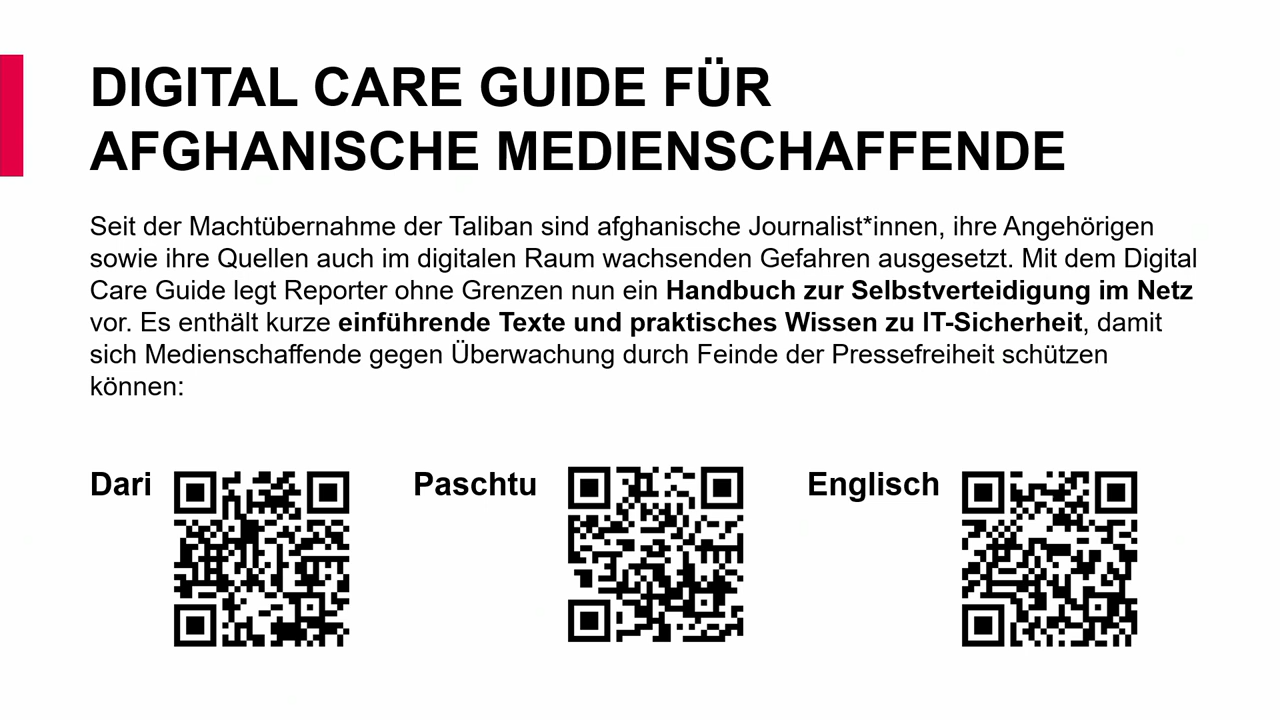 DIGITAL CARE GUIDE FÜR
AFGHANISCHE MEDIENSCHAFFENDE
Seit der Machtübernahme der Taliban sind afghanische Journalist*innen, ihre Angehörigen
sowie ihre Quellen auch im digitalen Raum wachsenden Gefahren ausgesetzt. Mit dem Digital
Care Guide legt Reporter ohne Grenzen nun ein Handbuch zur Selbstverteidigung im Netz
vor. Es enthält kurze einführende Texte und praktisches Wissen zu IT-Sicherheit, damit
sich Medienschaffende gegen Überwachung durch Feinde der Pressefreiheit schützen
können:
Dari Paschtu Englisch